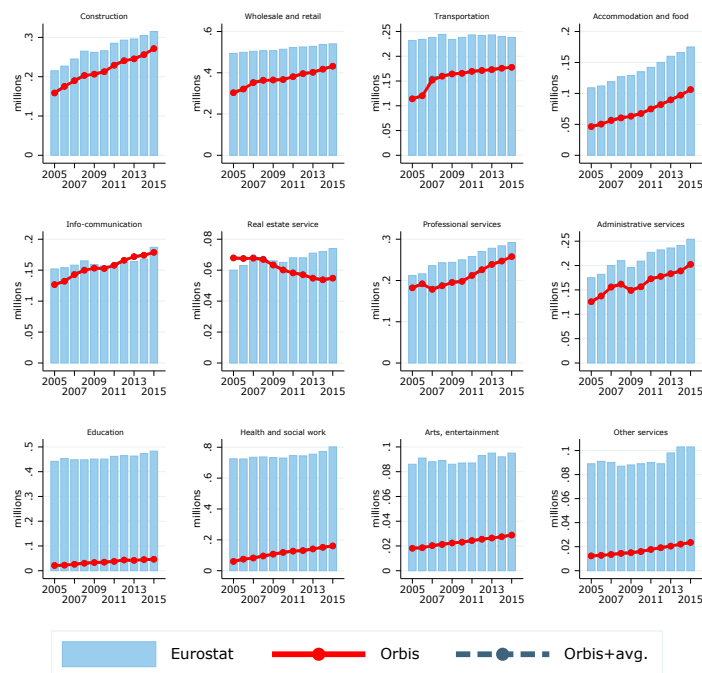 Construction
millions
0 .1 .2 .3
2005 2007 2009 2011 2013 2015
Wholesale and retail
millions
0 .2 .4 .6
2005 2007 2009 2011 2013 2015
Transportation
millions
0 .05 .1 .15 .2 .25
2005 2007 2009 2011 2013 2015
Accommodation and food
millions
0 .05 .1 .15 .2
2005 2007 2009 2011 2013 2015
Info-communication
millions
0 .05 .1 .15 .2
2005 2007 2009 2011 2013 2015
Real estate service
millions
0 .02 .04 .06 .08
2005 2007 2009 2011 2013 2015
Professional services
millions
0 .1 .2 .3
2005 2007 2009 2011 2013 2015
Administrative services
millions
0 .05 .1 .15 .2 .25
2005 2007 2009 2011 2013 2015
Education
millions
0 .1 .2 .3 .4 .5
2005 2007 2009 2011 2013 2015
Health and social work
millions
0 .2 .4 .6 .8
2005 2007 2009 2011 2013 2015
Arts, entertainment
millions
0 .02 .04 .06 .08 .1
2005 2007 2009 2011 2013 2015
Other services
millions
0 .02 .04 .06 .08 .1
2005 2007 2009 2011 2013 2015
Eurostat Orbis Orbis+avg.